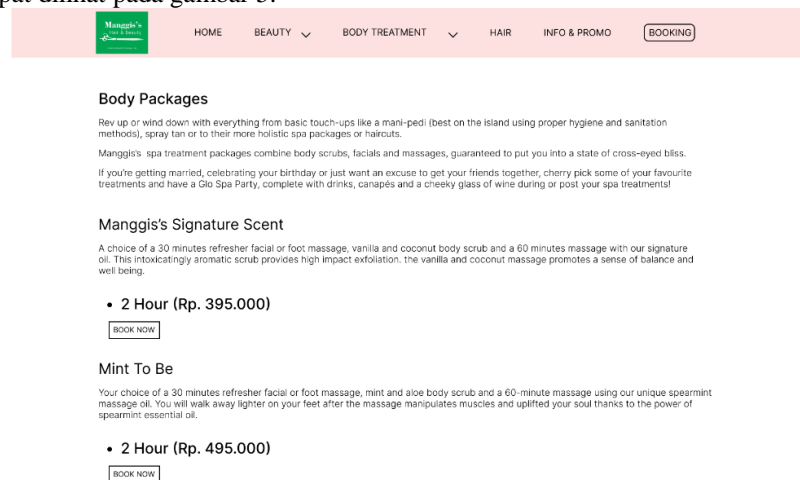 pat dilihat pada gambar 5.
Manggis's
Hair & Beauty
HOME
BEAUTY
BODY TREATMENT
HAIR
INFO & PROMO
BOOKING
Body Packages
Rev up or wind down with everything from basic touch-ups like a mani-pedi (best on the island using proper hygiene and sanitation
methods), spray tan or to their more holistic spa packages or haircuts.
Manggis's spa treatment packages combine body scrubs, facials and massages, guaranteed to put you into a state of cross-eyed bliss.
If you're getting married, celebrating your birthday or just want an excuse to get your friends together, cherry pick some of your favourite
treatments and have a Glo Spa Party, complete with drinks, canapés and a cheeky glass of wine during or post your spa treatments!
Manggis's Signature Scent
A choice of a 30 minutes refresher facial or foot massage, vanilla and coconut body scrub and a 60 minutes massage with our signature
oil. This intoxicatingly aromatic scrub provides high impact exfoliation. the vanilla and coconut massage promotes a sense of balance and
well being.
• 2 Hour (Rp. 395.000)
BOOK NOW
Mint To Be
Your choice of a 30 minutes refresher facial or foot massage, mint and aloe body scrub and a 60-minute massage using our unique spearmint
massage oil. You will walk away lighter on your feet after the massage manipulates muscles and uplifted your soul thanks to the power of
spearmint essential oil.
• 2 Hour (Rp. 495.000)
BOOK NOW